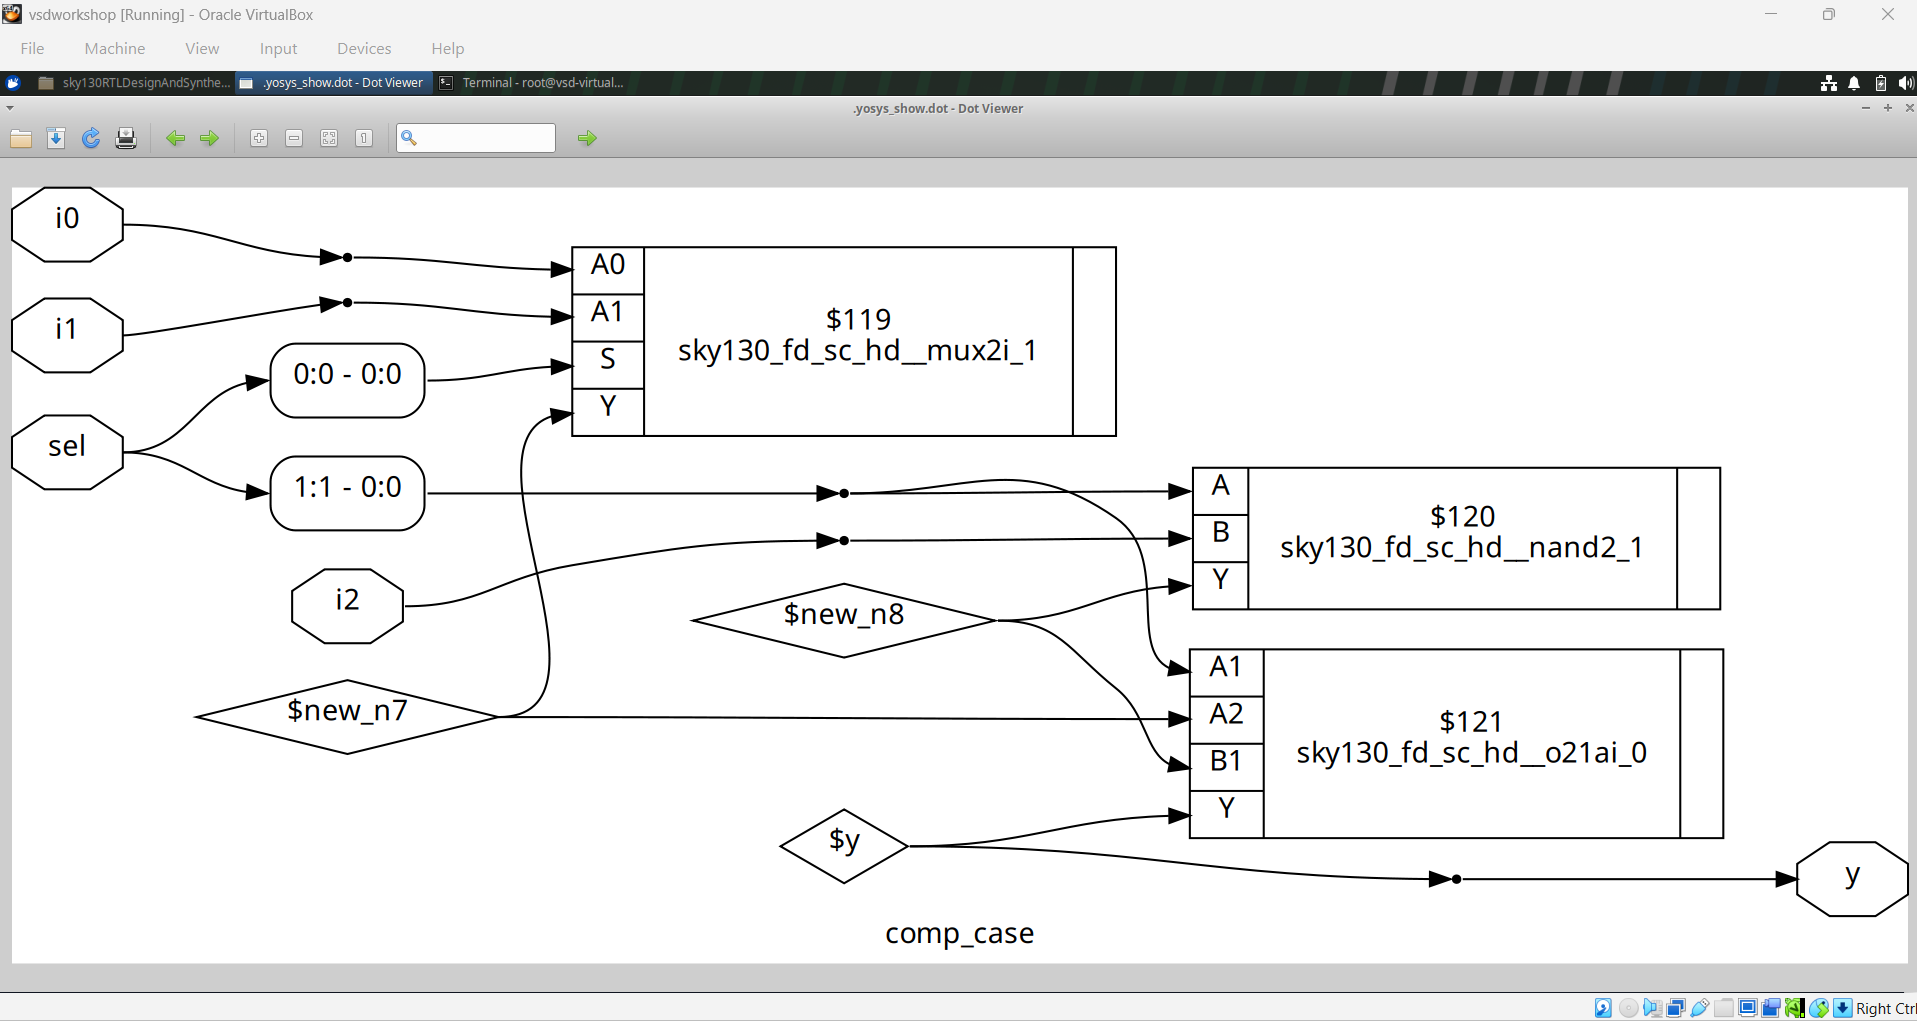 vsdworkshop [Running] - Oracle VirtualBox
File Machine View Input Devices Help
sky130RTLDesignAndSynthe... .yosys_show.dot - Dot Viewer Terminal - root@vsd-virtual...
.yosys_show.dot - Dot Viewer
i0
i1
sel
0:0 - 0:0
1:1 - 0:0
i2
$new_n7
A0
A1
S
Y
$119
sky130_fd_sc_hd__mux2i_1
$new_n8
$y
A
B
Y
$120
sky130_fd_sc_hd__nand2_1
A1
A2
B1
Y
$121
sky130_fd_sc_hd__o21ai_0
y
comp_case
Right Ctrl